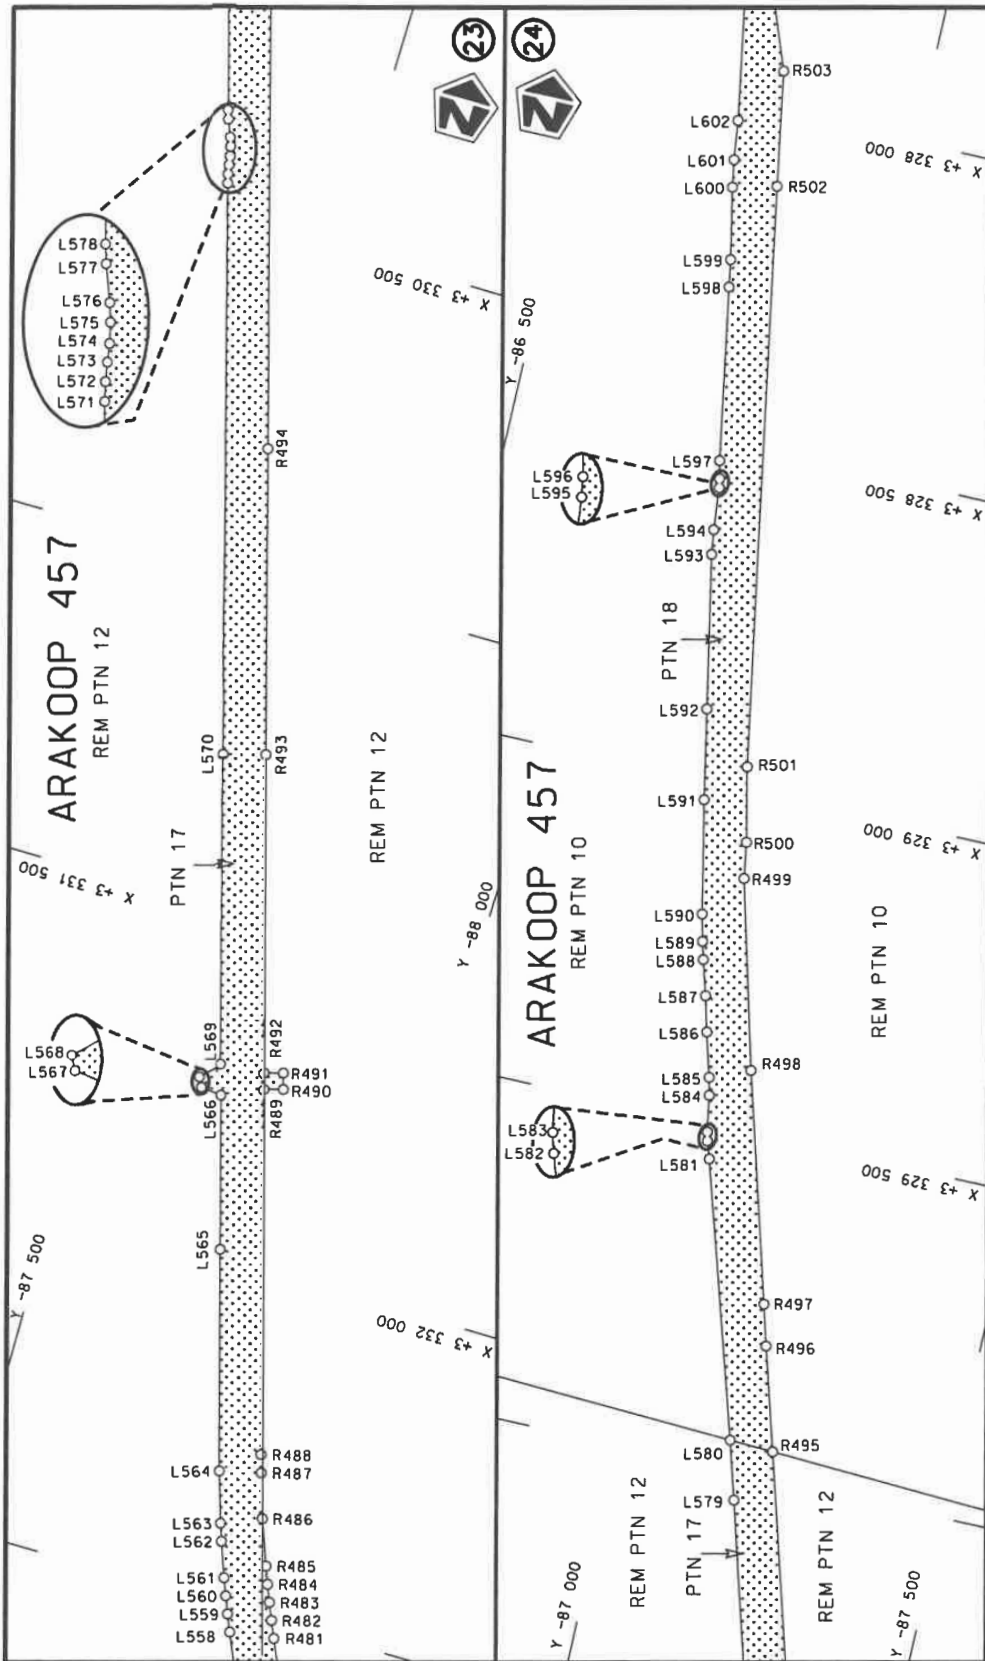 23
N
L578
L577
L576
L575
L574
L573
L572
L571
X +3 330 500
R494
ARAKOOP 457
REM PTN 12
L570
R493
REM PTN 12
PTN 17
X +3 331 500
Y -88 000
L569
L568
L567
L566
R492
R491
R490
R489
L565
Y -87 500
X +3 332 000
R488
L564
R487
L563
R486
L562
L561
R485
L560
R484
L559
R483
R482
L558
R481
24
N
R503
L602
L601
L600
R502
X +3 328 000
L599
L598
Y -86 500
L597
L596
L595
L594
L593
X +3 328 500
PTN 18
L592
R501
L591
R500
R499
X +3 329 000
ARAKOOP 457
REM PTN 10
L590
L589
L588
L587
L586
REM PTN 10
R498
L585
L584
L583
L582
L581
X +3 329 500
R497
R496
L580
R495
L579
REM PTN 12
PTN 17
REM PTN 12
Y -87 000
Y -87 500